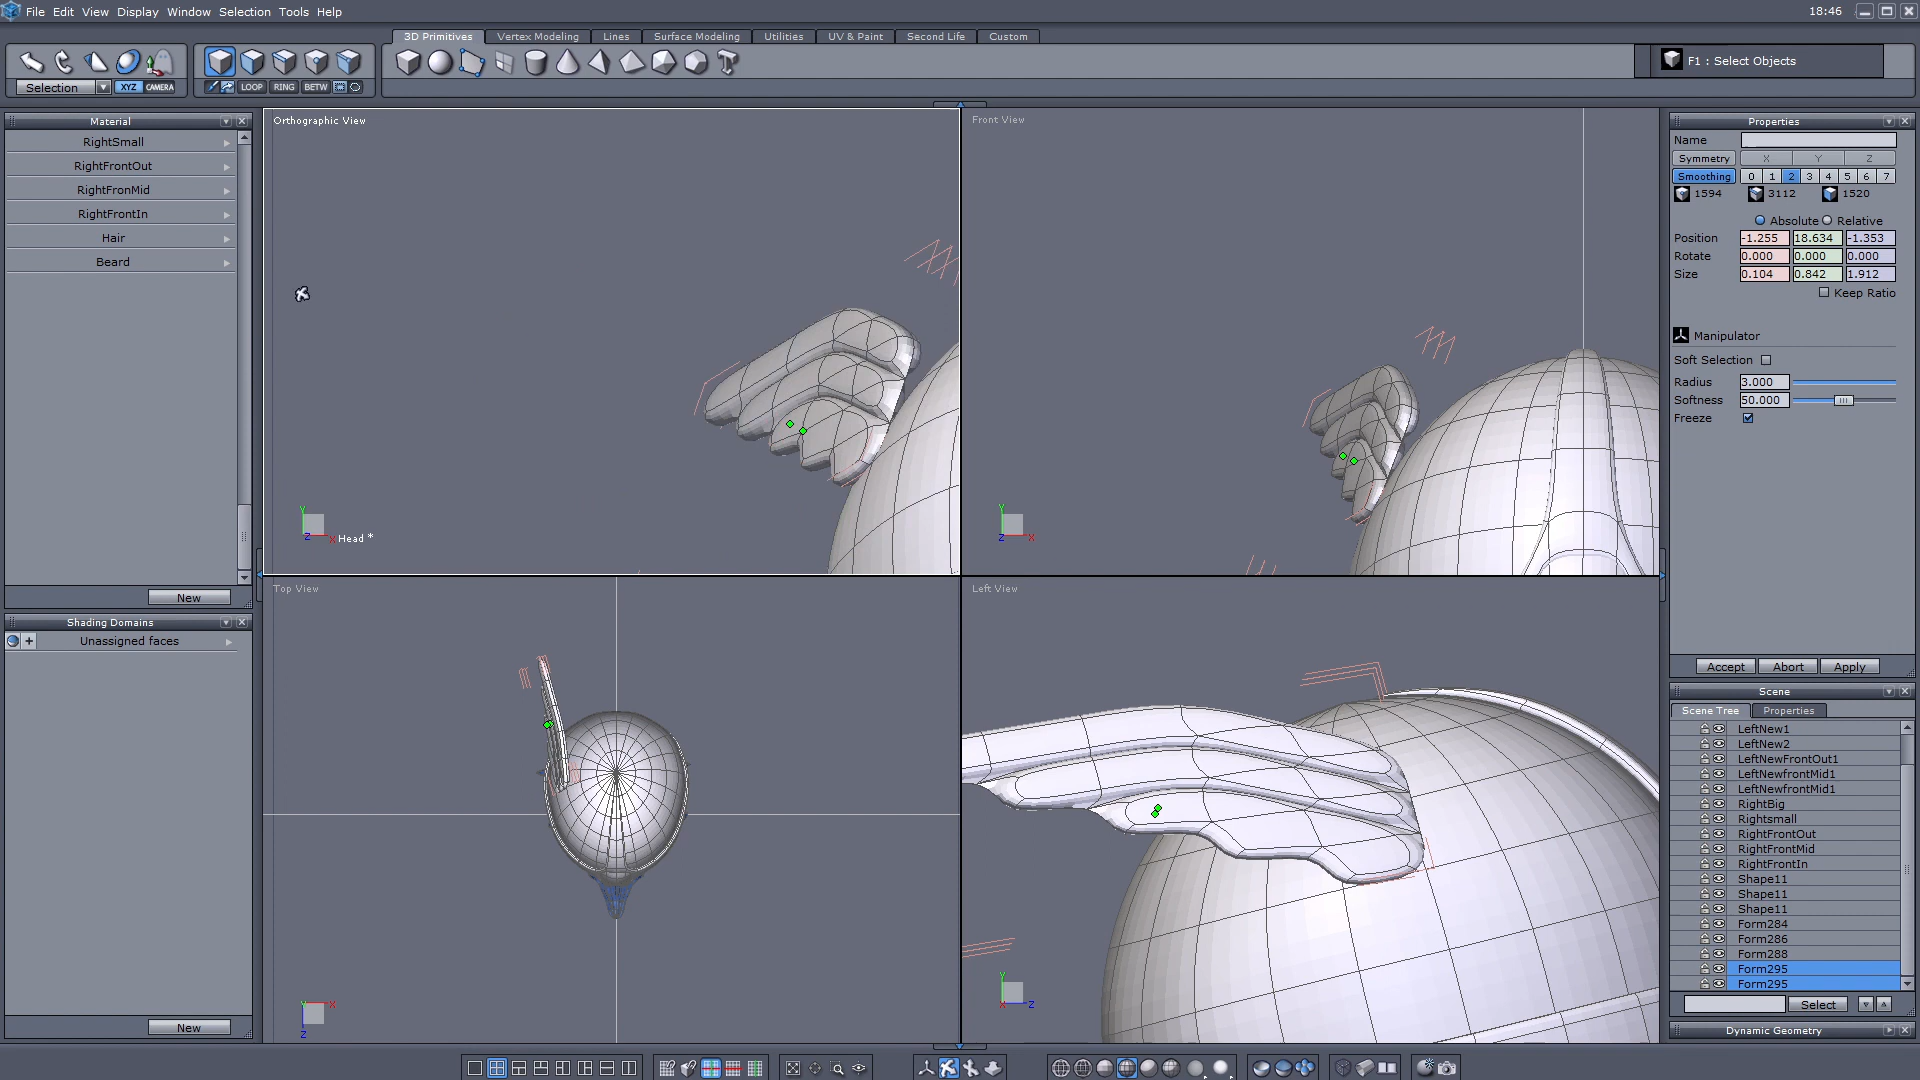 File Edit View Display Window Selection Tools Help
18:46
3D Primitives Vertex Modeling Lines Surface Modeling Utilities UV & Paint Second Life Custom
F1 : Select Objects
Selection XYZ CAMERA LOOP RING BETW
Material
RightSmall
RightFrontOut
RightFronMid
RightFrontIn
Hair
Beard
New
Shading Domains
Unassigned faces
New
Orthographic View
Y
Z X Head *
Front View
Y
Z X
Top View
Y X
Z
Left View
Y
X Z
Properties
Name
Symmetry X Y Z
Smoothing 0 1 2 3 4 5 6 7
1594 3112 1520
Absolute Relative
Position -1.255 18.634 -1.353
Rotate 0.000 0.000 0.000
Size 0.104 0.842 1.912
Keep Ratio
Manipulator
Soft Selection
Radius 3.000
Softness 50.000
Freeze
Accept Abort Apply
Scene
Scene Tree Properties
LeftNew1
LeftNew2
LeftNewFrontOut1
LeftNewfrontMid1
LeftNewfrontMid1
RightBig
Rightsmall
RightFrontOut
RightFrontMid
RightFrontIn
Shape11
Shape11
Shape11
Form284
Form286
Form288
Form295
Form295
Select
Dynamic Geometry